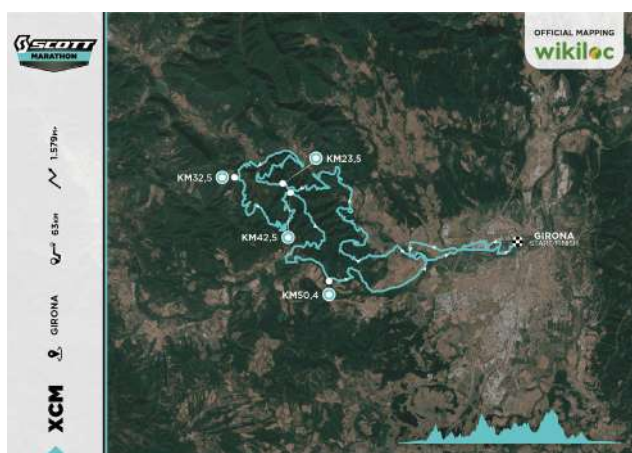 SCOTT
MARATHON
1.579m+
63km
GIRONA
XCM
OFFICIAL MAPPING
wikiloc
KM23,5
KM32,5
KM42,5
KM50,4
GIRONA
START/FINISH